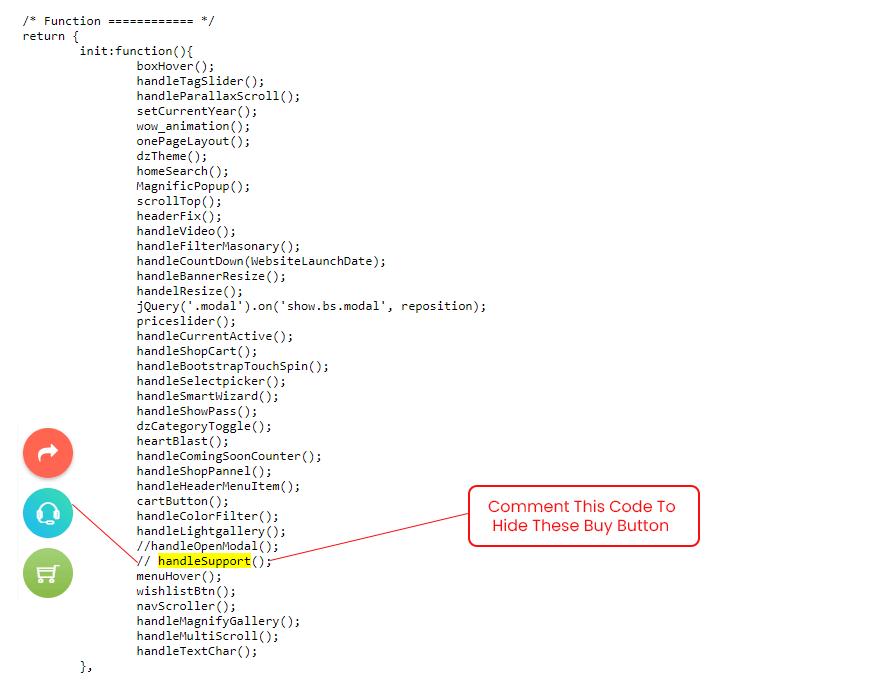 /* Function ============ */
return {
init:function(){
boxHover();
handleTagSlider();
handleParallaxScroll();
setCurrentYear();
wow_animation();
onePageLayout();
dzTheme();
homeSearch();
MagnificPopup();
scrollTop();
headerFix();
handleVideo();
handleFilterMasonary();
handleCountDown(WebsiteLaunchDate);
handleBannerResize();
handelResize();
jQuery('.modal').on('show.bs.modal', reposition);
priceslider();
handleCurrentActive();
handleShopCart();
handleBootstrapTouchSpin();
handleSelectpicker();
handleSmartWizard();
handleShowPass();
dzCategoryToggle();
heartBlast();
handleComingSoonCounter();
handleShopPannel();
handleHeaderMenuItem();
cartButton();
handleColorFilter();
handleLightgallery();
//handleOpenModal();
// handleSupport();
menuHover();
wishlistBtn();
navScroller();
handleMagnifyGallery();
handleMultiScroll();
handleTextChar();
},
Comment This Code To
Hide These Buy Button